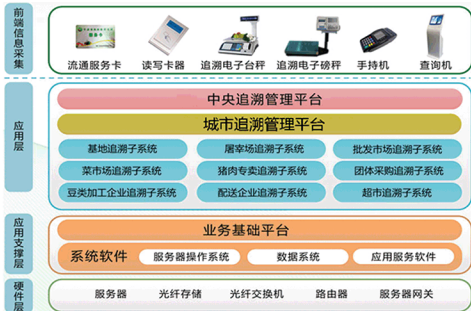 前端信息采集
流通服务卡 读写卡器 追溯电子台秤 追溯电子磅秤 手持机 查询机
应用层
中央追溯管理平台
城市追溯管理平台
基地追溯子系统 屠宰场追溯子系统 批发市场追溯子系统
菜市场追溯子系统 猪肉专卖追溯子系统 团体采购追溯子系统
豆类加工企业追溯子系统 配送企业追溯子系统 超市追溯子系统
应用支撑层
业务基础平台
系统软件 服务器操作系统 数据系统 应用服务软件
硬件层
服务器 光纤存储 光纤交换机 路由器 服务器网关